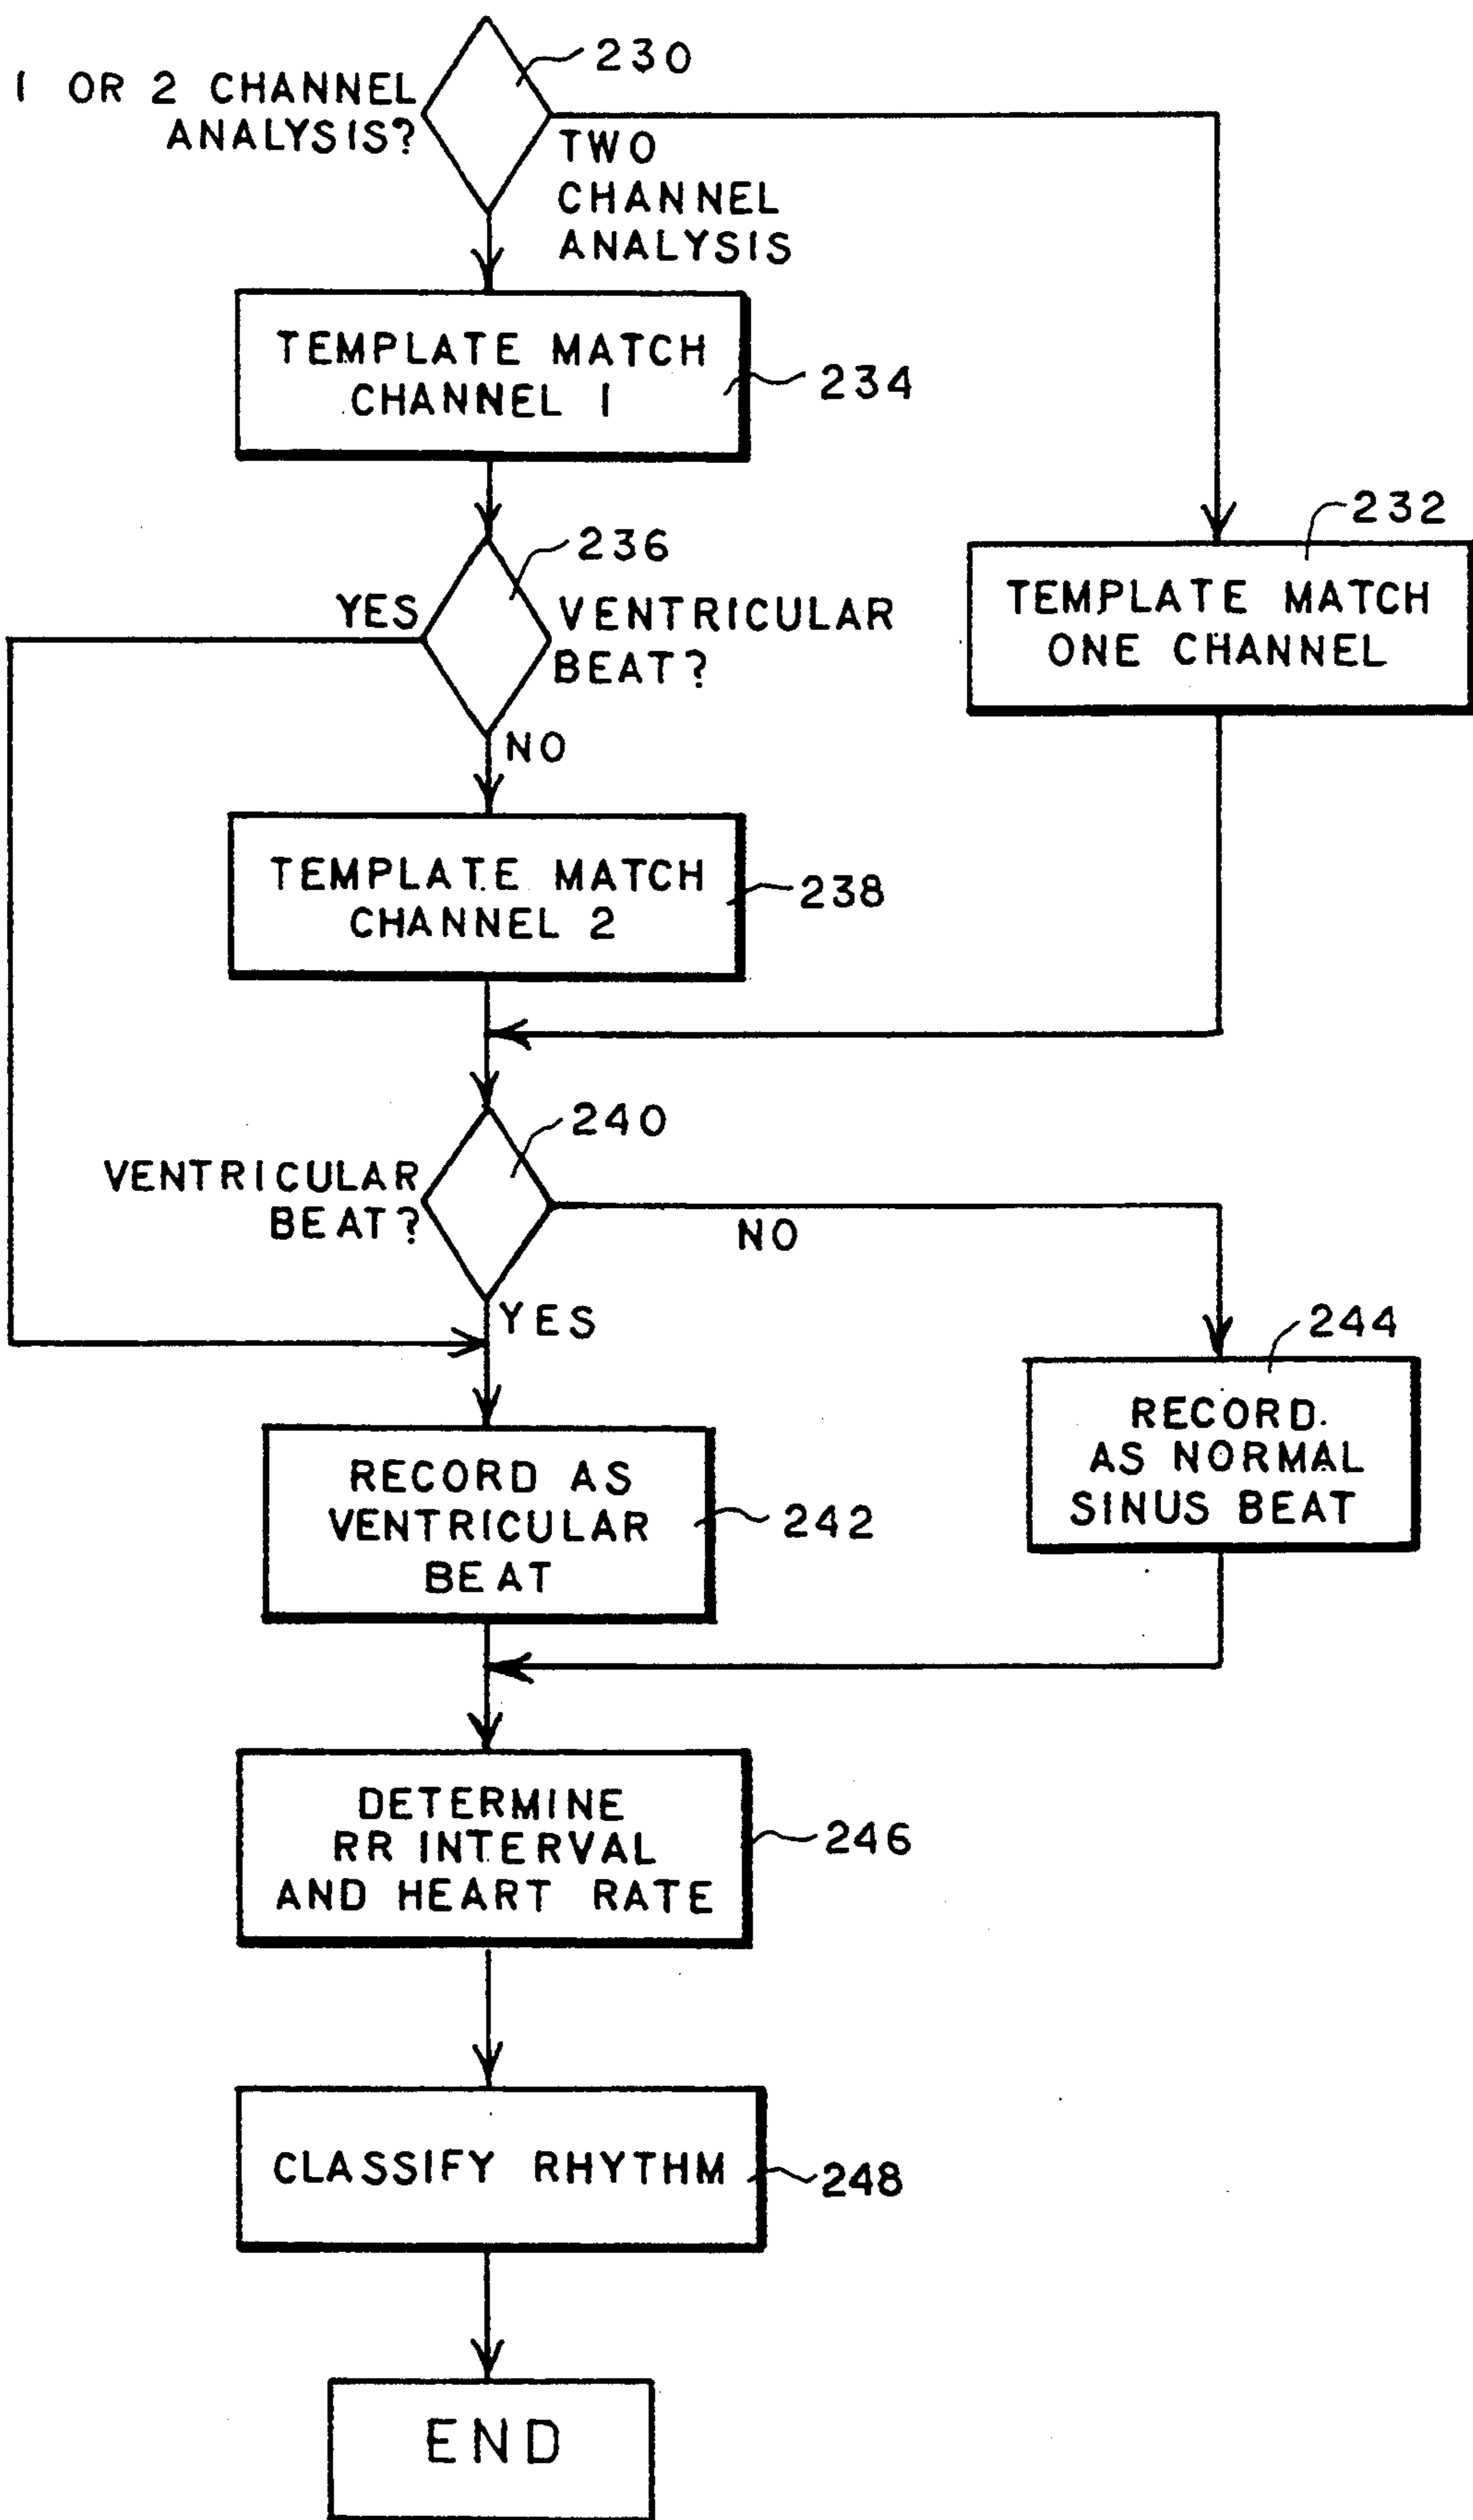 230
1 OR 2 CHANNEL
ANALYSIS?
TWO
CHANNEL
ANALYSIS
TEMPLATE MATCH
CHANNEL 1
234
232
TEMPLATE MATCH
ONE CHANNEL
236
YES
VENTRICULAR
BEAT?
NO
TEMPLATE MATCH
CHANNEL 2
238
240
VENTRICULAR
BEAT?
NO
YES
244
RECORD
AS NORMAL
SINUS BEAT
RECORD AS
VENTRICULAR
BEAT
242
DETERMINE
RR INTERVAL
AND HEART RATE
246
CLASSIFY RHYTHM
248
END